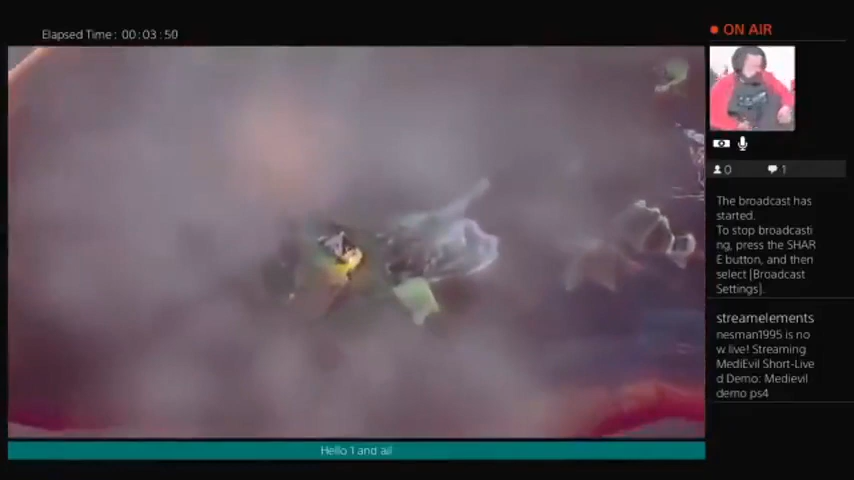 Elapsed Time: 00:03:50
ON AIR
0
1
The broadcast has
started.
To stop broadcasti
ng, press the SHAR
E button, and then
select [Broadcast
Settings].
streamelements
nesman1995 is no
w live! Streaming
MediEvil Short-Live
d Demo: Medievil
demo ps4
Hello 1 and all